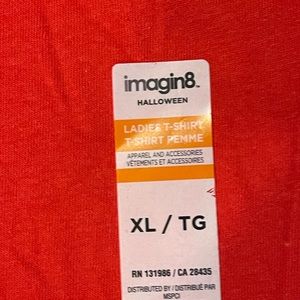 imagin8™
HALLOWEEN
LADIES T-SHIRT
T-SHIRT FEMME
APPAREL AND ACCESSORIES
VÊTEMENTS ET ACCESSOIRES
XL / TG
RN 131986 / CA 28435
DISTRIBUTED BY / DISTRIBUÉ PAR
MSPCI